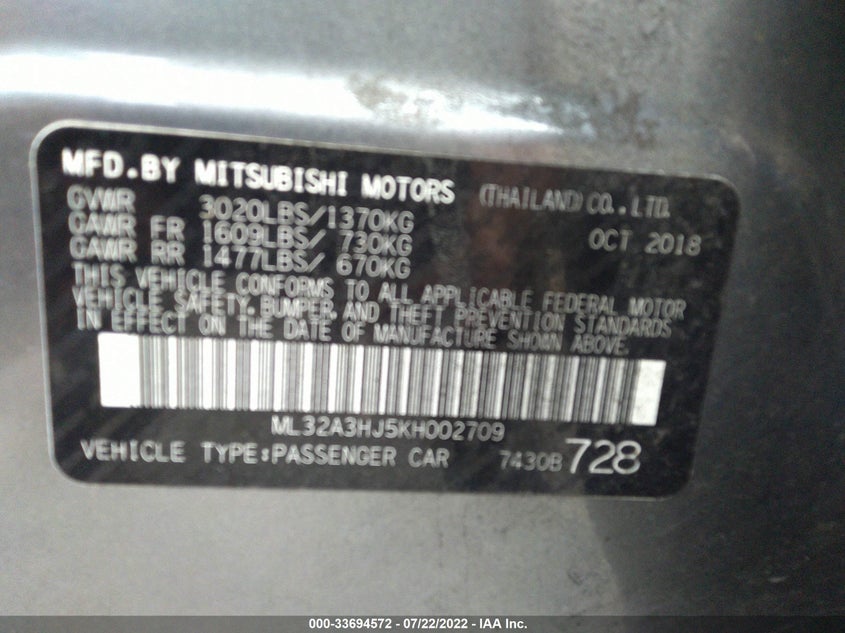 MFD.BY MITSUBISHI MOTORS (THAILAND) CO., LTD.
GVWR 3020LBS/1370KG OCT 2018
GAWR FR 1609LBS/ 730KG
GAWR RR 1477LBS/ 670KG
THIS VEHICLE CONFORMS TO ALL APPLICABLE FEDERAL MOTOR
VEHICLE SAFETY, BUMPER, AND THEFT PREVENTION STANDARDS
IN EFFECT ON THE DATE OF MANUFACTURE SHOWN ABOVE.
ML32A3HJ5KH002709
VEHICLE TYPE:PASSENGER CAR 7430B 728
000-33694572 - 07/22/2022 - IAA Inc.